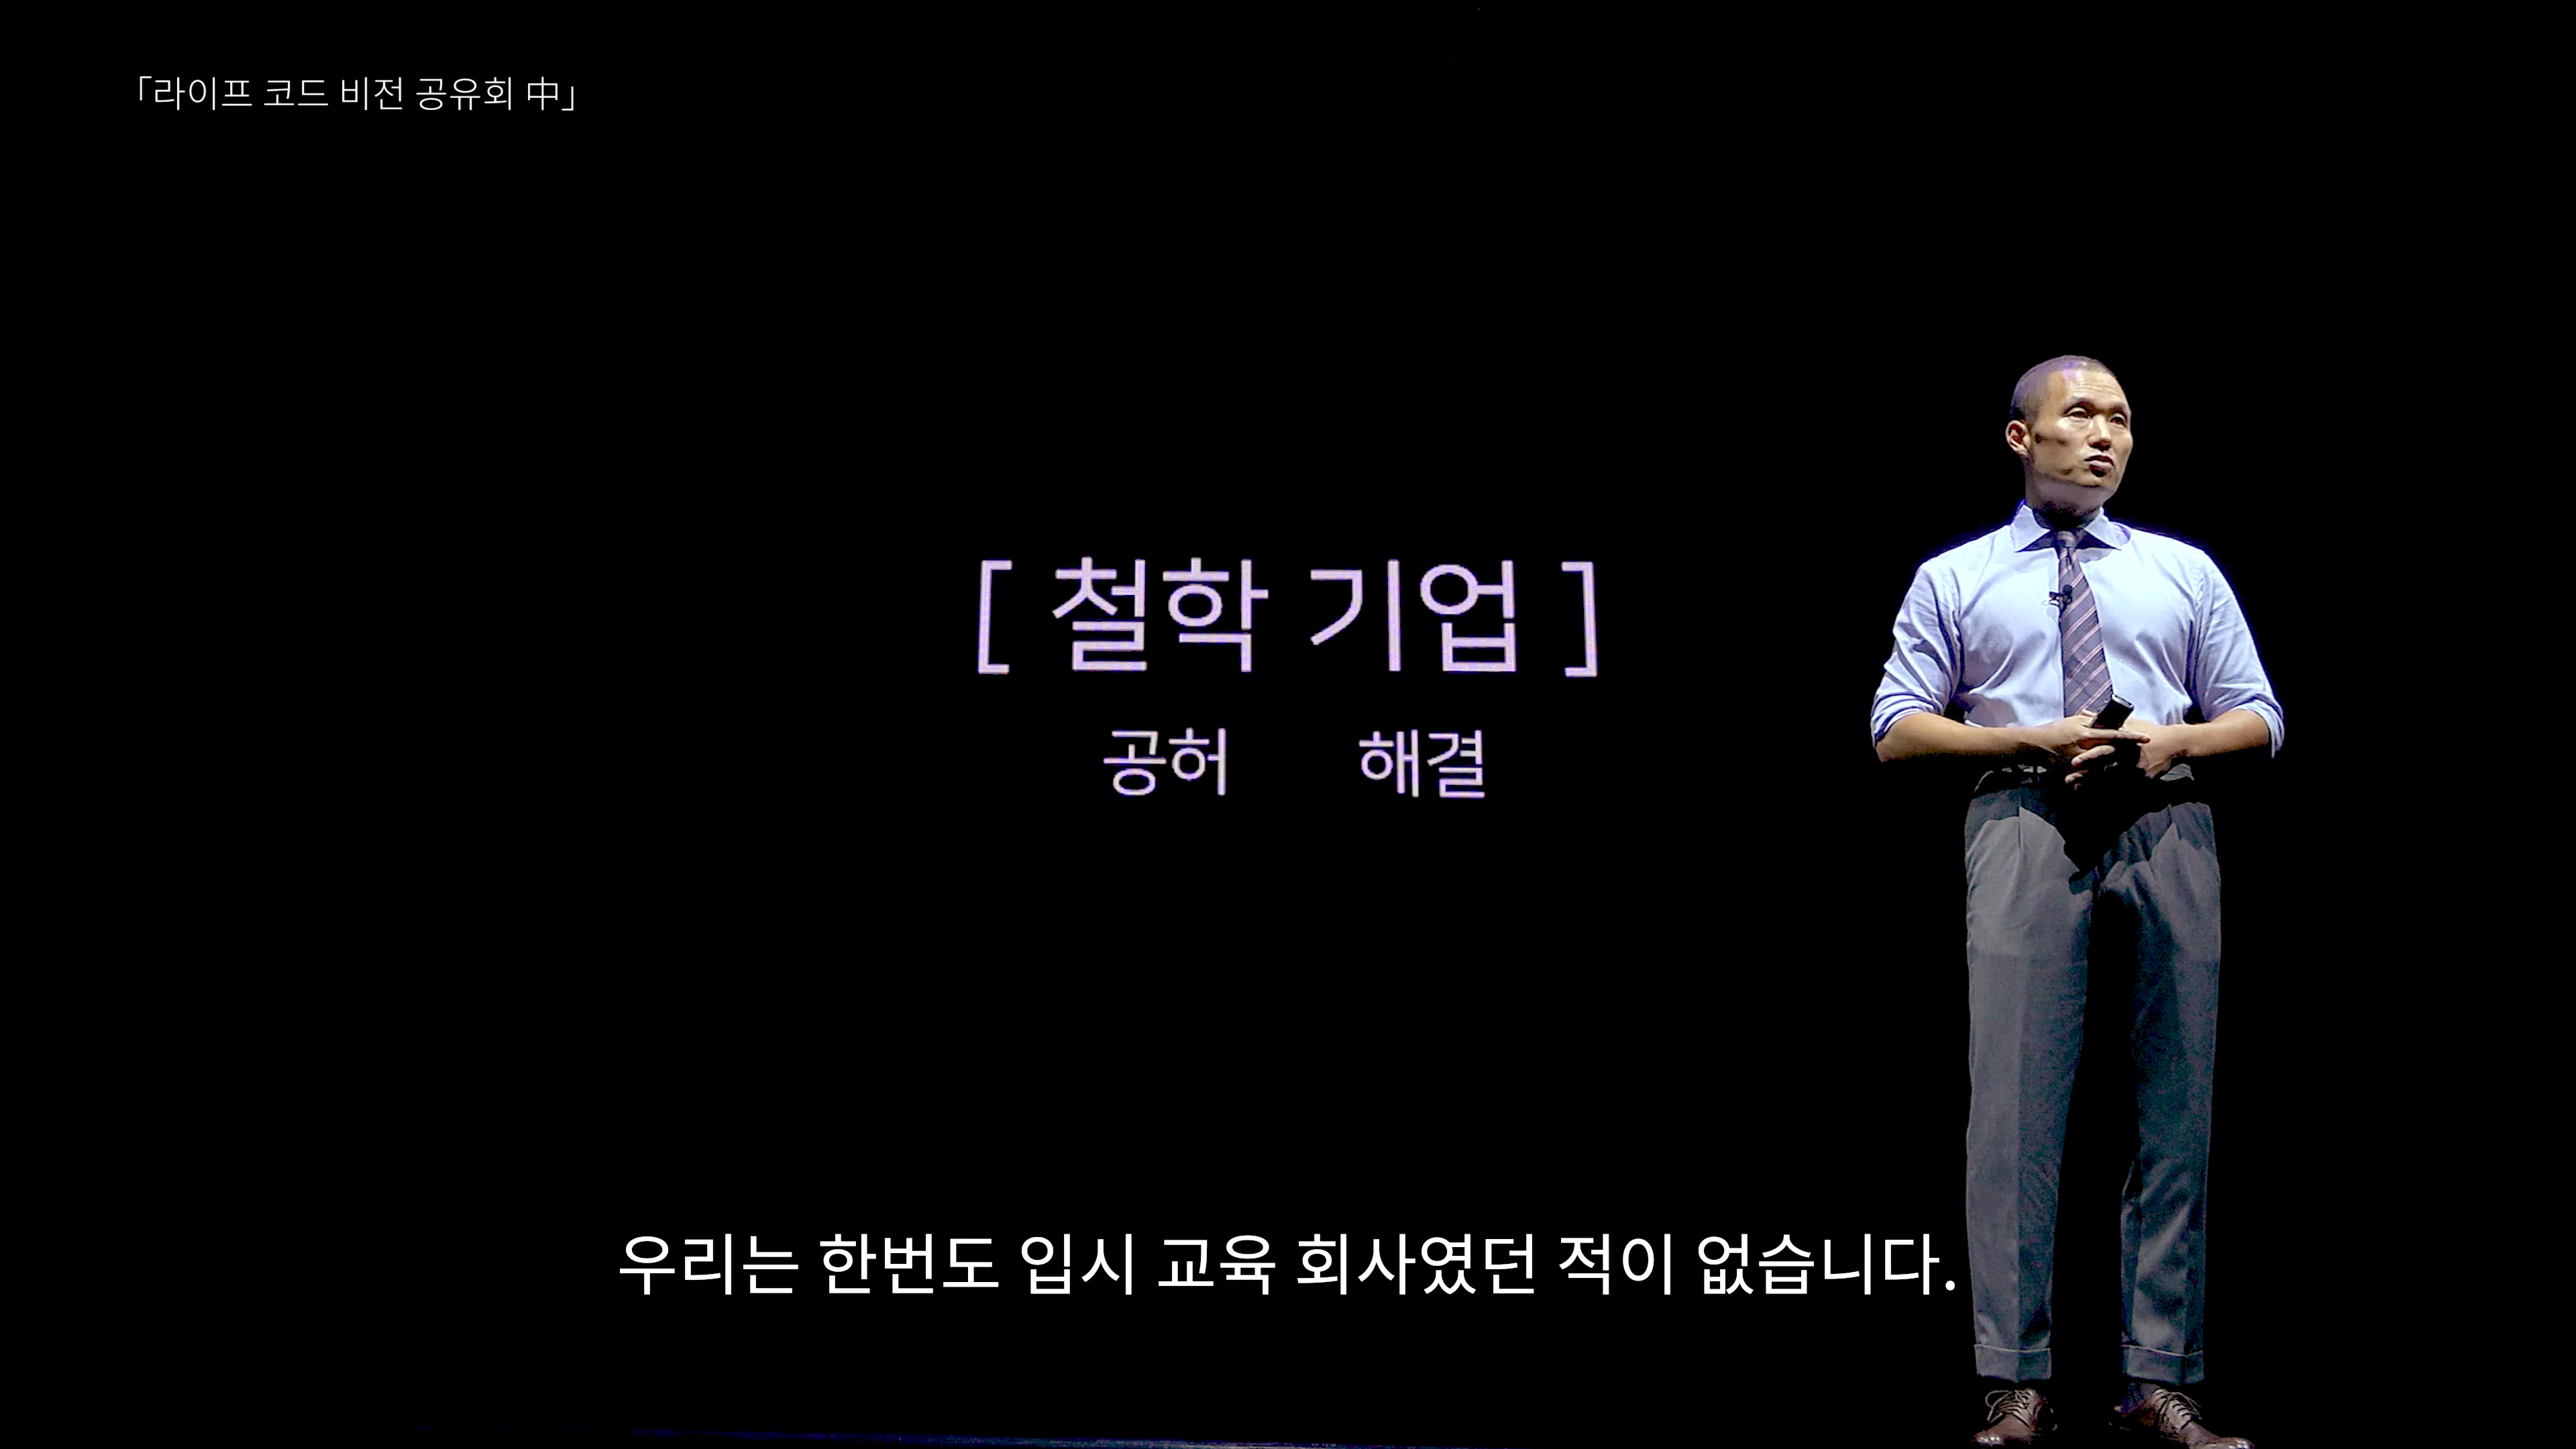 「라이프 코드 비전 공유회 中」
[ 철학 기업 ]
공허 해결
우리는 한번도 입시 교육 회사였던 적이 없습니다.